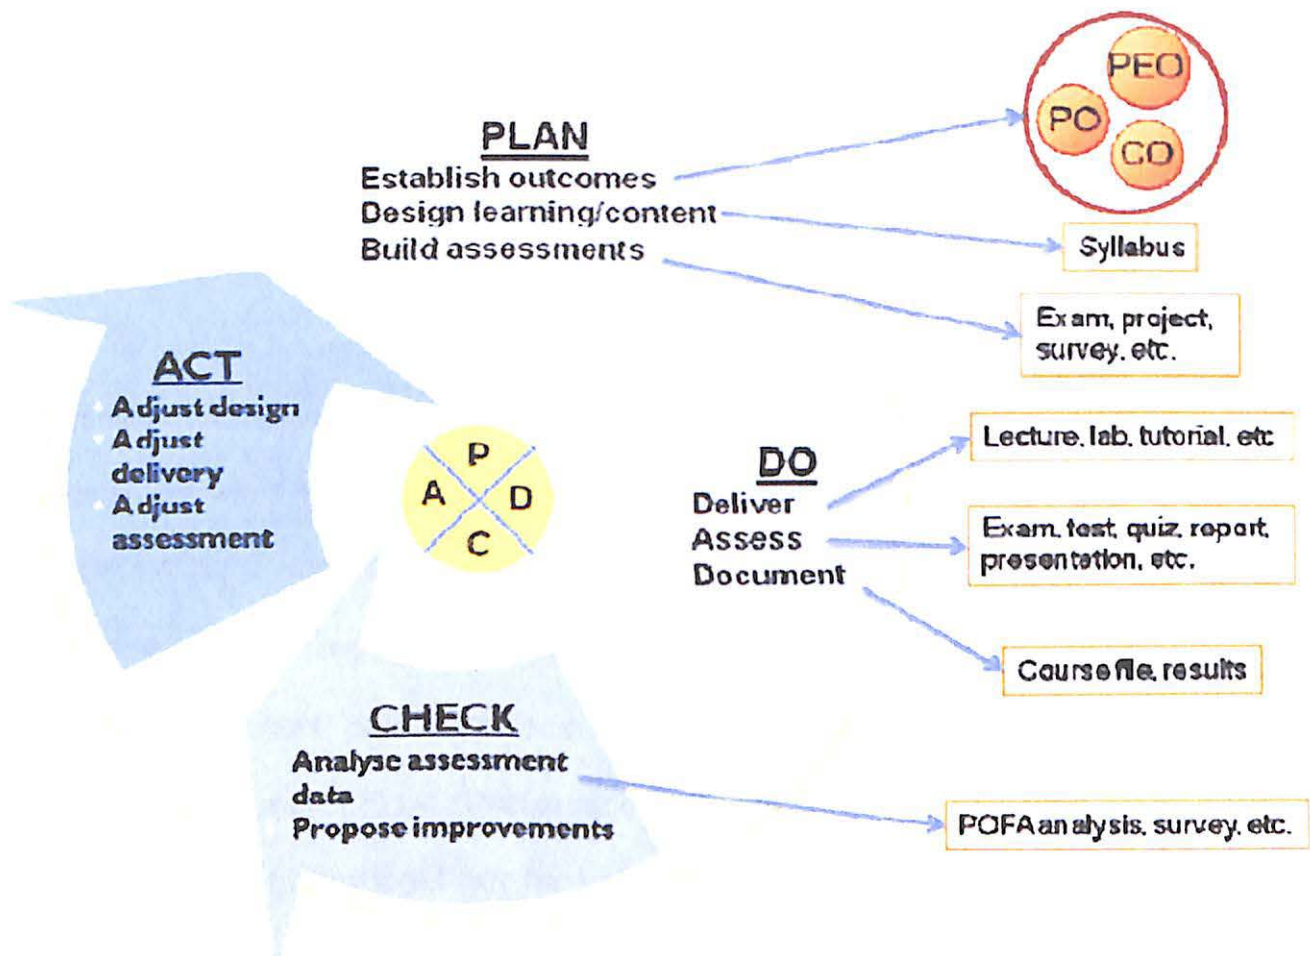 PLAN
Establish outcomes
Design learning/content
Build assessments
PEO
PO
CO
Syllabus
Exam, project,
survey, etc.
ACT
Adjust design
Adjust
delivery
Adjust
assessment
P
A
D
C
DO
Deliver
Assess
Document
Lecture, lab, tutorial, etc
Exam, test, quiz, report,
presentation, etc.
Course file, results
CHECK
Analyse assessment
data
Propose improvements
POFA analysis, survey, etc.